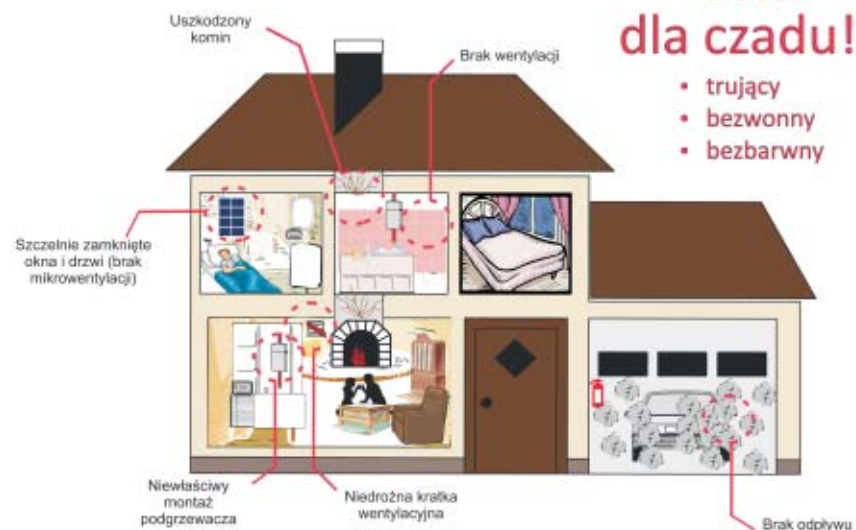 dla czadu!
• trujący
• bezwonny
• bezbarwny
Uszkodzony
komin
Brak wentylacji
Szczelnie zamknięte
okna i drzwi (brak
mikrowentylacji)
Niewłaściwy
montaż
podgrzewacza
Niedrożna kratka
wentylacyjna
Brak odpływu